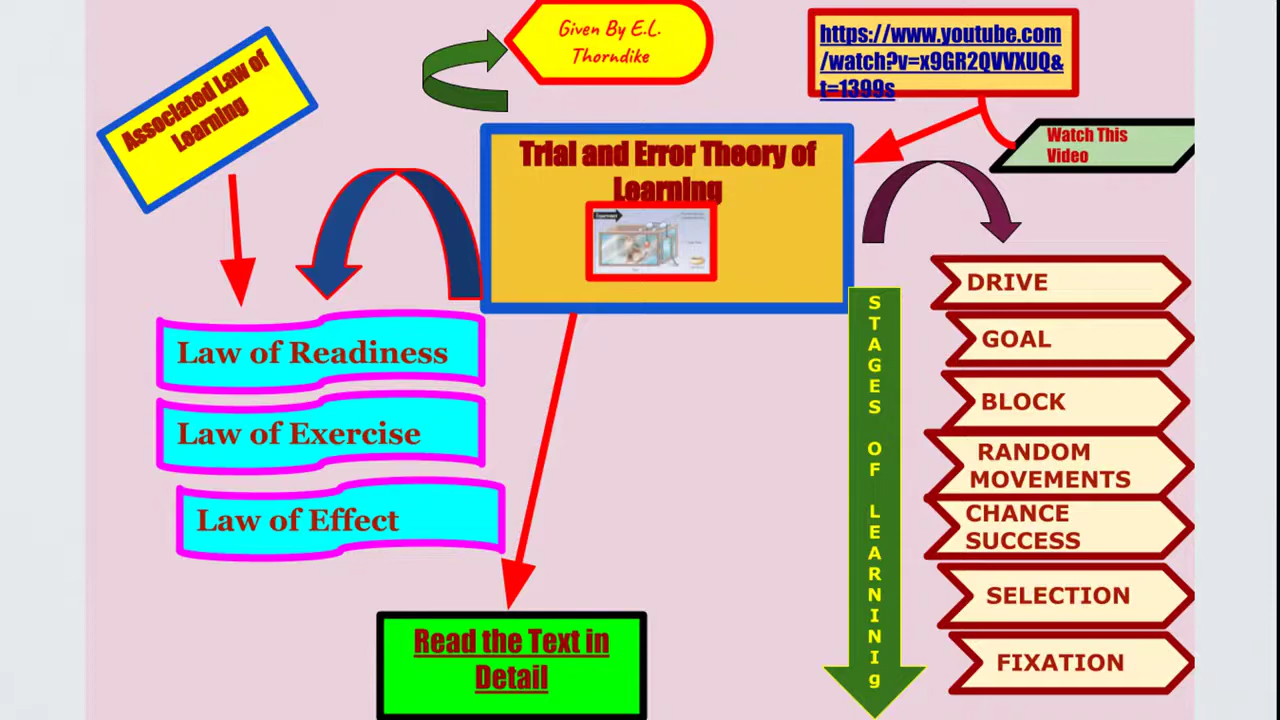 Given By E.L.
Thorndike
https://www.youtube.com
/watch?v=x9GR2QVVXUQ&
t=1399s
Associated Law of
Learning
Watch This
Video
Trial and Error Theory of
Learning
Law of Readiness
Law of Exercise
Law of Effect
STAGES OF LEARNINIg
DRIVE
GOAL
BLOCK
RANDOM
MOVEMENTS
CHANCE
SUCCESS
SELECTION
FIXATION
Read the Text in
Detail